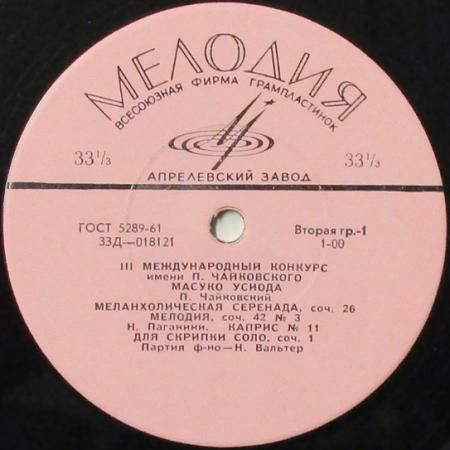 МЕЛОДИЯ
ВСЕСОЮЗНАЯ ФИРМА ГРАМПЛАСТИНОК
33⅓ 33⅓
АПРЕЛЕВСКИЙ ЗАВОД
ГОСТ 5289-61 Вторая гр.-1
33Д—018121 1-00
III МЕЖДУНАРОДНЫЙ КОНКУРС
имени П. ЧАЙКОВСКОГО
МАСУКО УСИОДА
П. Чайковский
МЕЛАНХОЛИЧЕСКАЯ СЕРЕНАДА, соч. 26
МЕЛОДИЯ, соч. 42 № 3
Н. Паганини. КАПРИС № 11
ДЛЯ СКРИПКИ СОЛО, соч. 1
Партия ф-но—Н. Вальтер